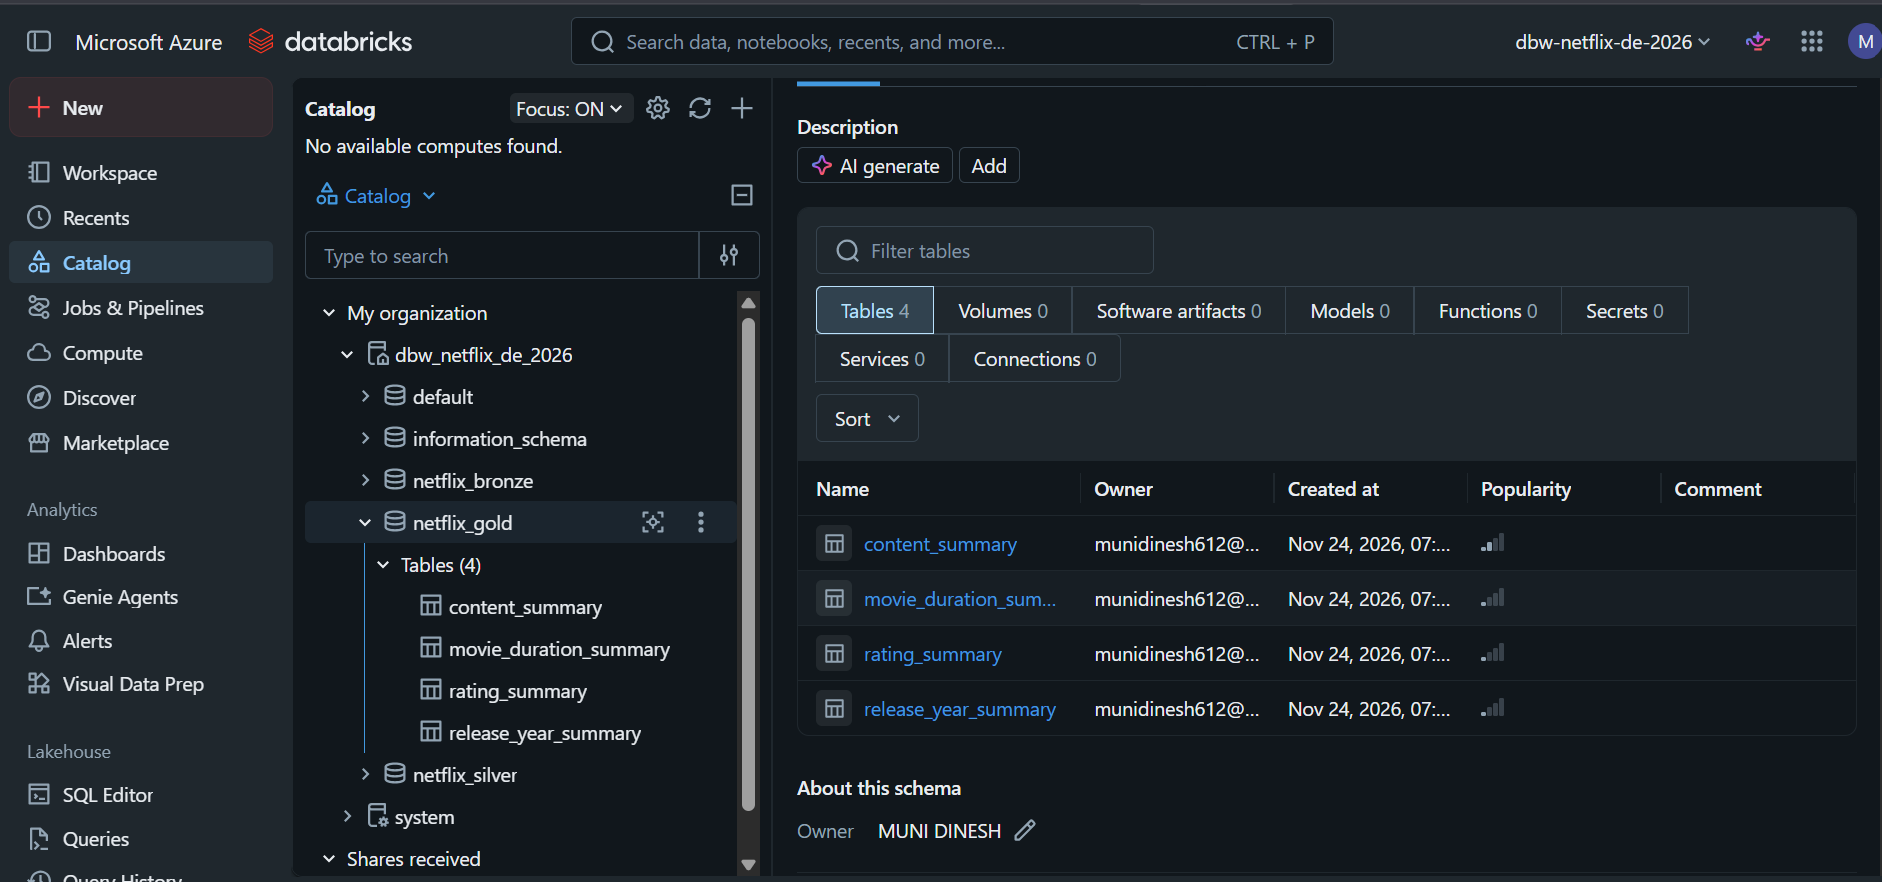 Microsoft Azure databricks
Search data, notebooks, recents, and more... CTRL + P
dbw-netflix-de-2026
M
New
Workspace
Recents
Catalog
Jobs & Pipelines
Compute
Discover
Marketplace
Analytics
Dashboards
Genie Agents
Alerts
Visual Data Prep
Lakehouse
SQL Editor
Queries
Query History
Catalog
Focus: ON
No available computes found.
Catalog
Type to search
My organization
dbw_netflix_de_2026
default
information_schema
netflix_bronze
netflix_gold
Tables (4)
content_summary
movie_duration_summary
rating_summary
release_year_summary
netflix_silver
system
Shares received
Description
AI generate Add
Filter tables
Tables 4 Volumes 0 Software artifacts 0 Models 0 Functions 0 Secrets 0
Services 0 Connections 0
Sort
Name Owner Created at Popularity Comment
content_summary munidinesh612@... Nov 24, 2026, 07:...
movie_duration_sum... munidinesh612@... Nov 24, 2026, 07:...
rating_summary munidinesh612@... Nov 24, 2026, 07:...
release_year_summary munidinesh612@... Nov 24, 2026, 07:...
About this schema
Owner MUNI DINESH